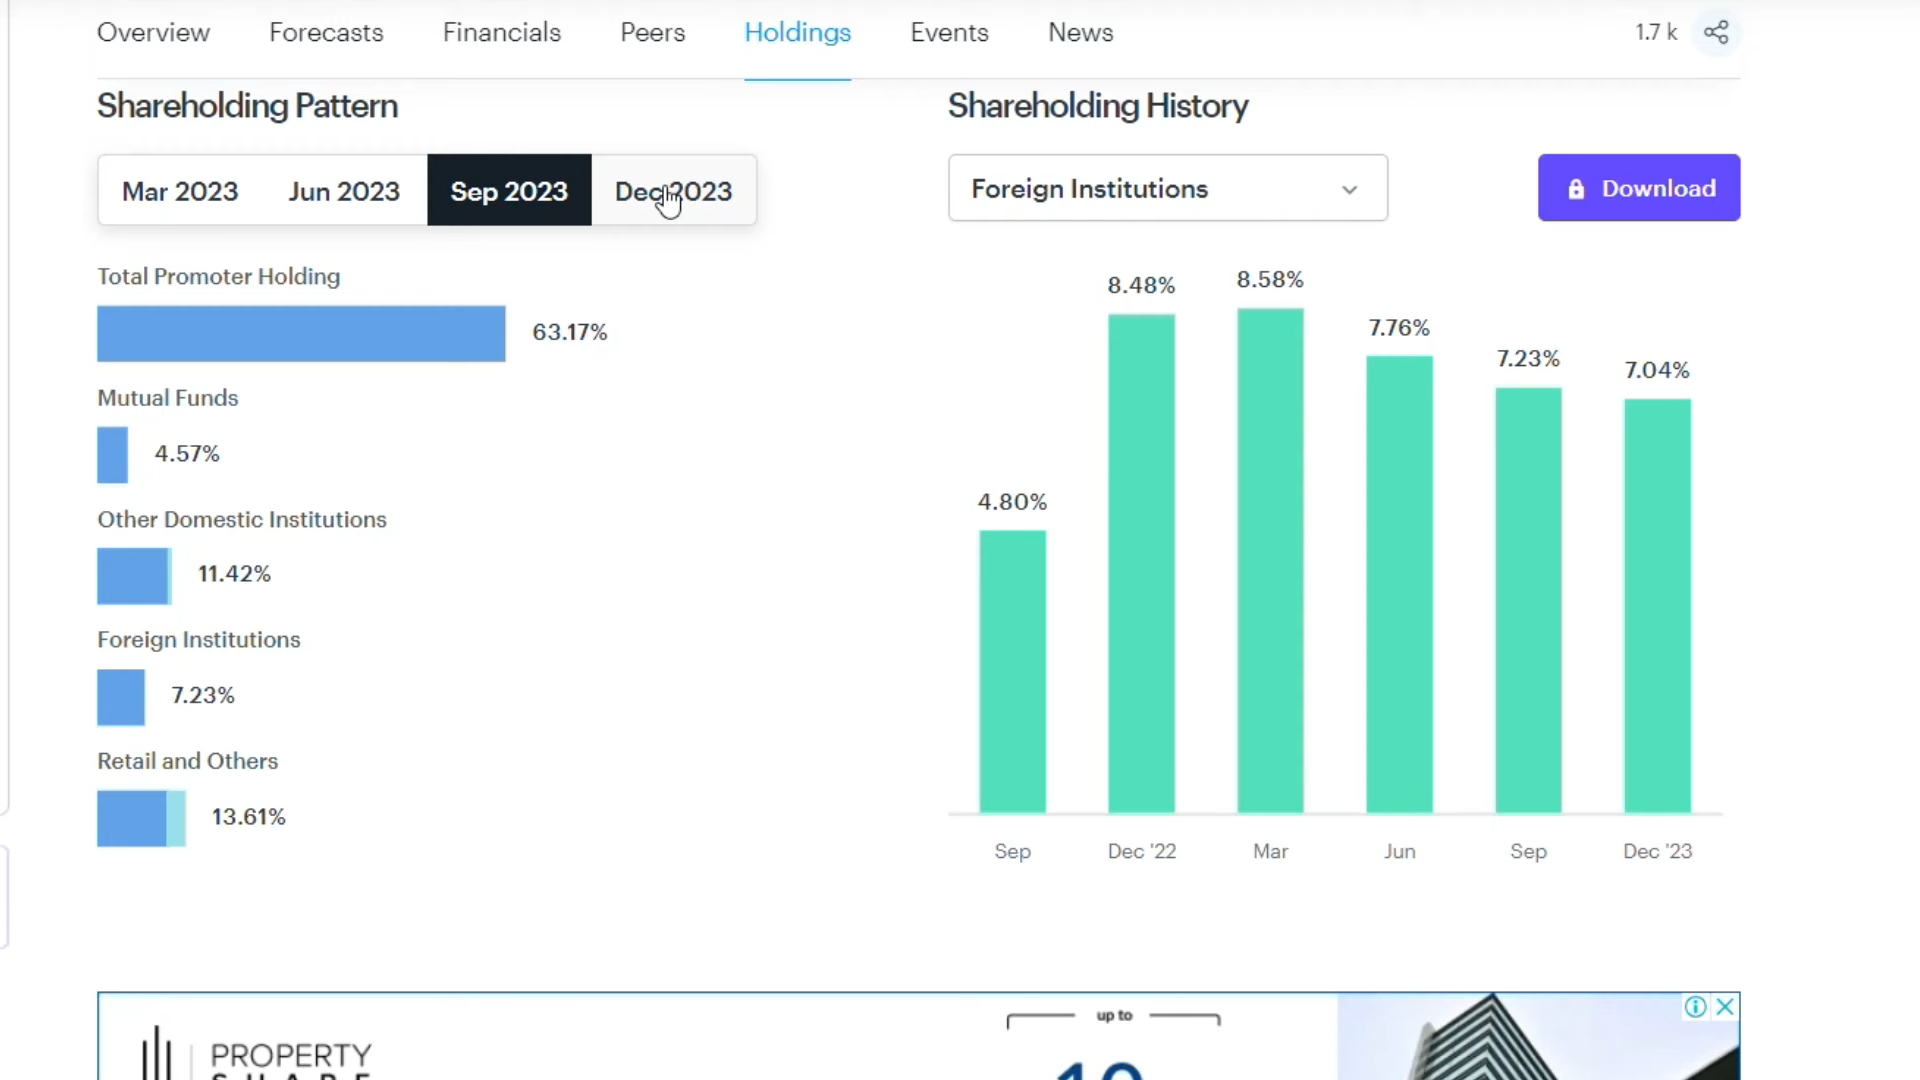 Overview Forecasts Financials Peers Holdings Events News 1.7 k
Shareholding Pattern
Mar 2023 Jun 2023 Sep 2023 Dec 2023
Total Promoter Holding
63.17%
Mutual Funds
4.57%
Other Domestic Institutions
11.42%
Foreign Institutions
7.23%
Retail and Others
13.61%
Shareholding History
Foreign Institutions
Download
4.80% 8.48% 8.58% 7.76% 7.23% 7.04%
Sep Dec '22 Mar Jun Sep Dec '23
PROPERTY
SHARE
up to
10